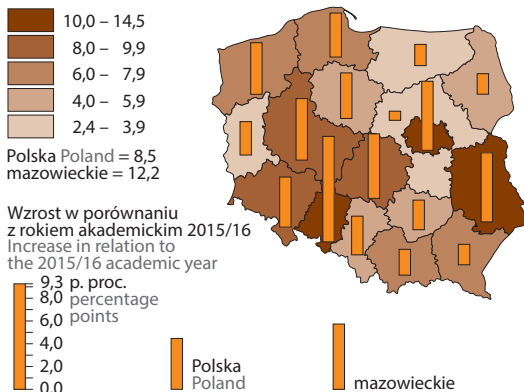 10,0 – 14,5
8,0 – 9,9
6,0 – 7,9
4,0 – 5,9
2,4 – 3,9
Polska Poland = 8,5
mazowieckie = 12,2
Wzrost w porównaniu
z rokiem akademickim 2015/16
Increase in relation to
the 2015/16 academic year
9,3 p. proc.
8,0 percentage
points
6,0
4,0
2,0
0,0
Polska
Poland
mazowieckie